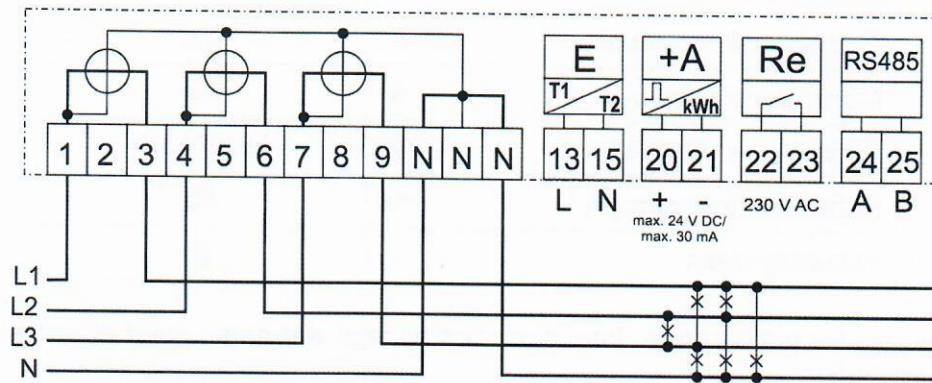 E +A Re RS485
T1 T2 kWh
1 2 3 4 5 6 7 8 9 N N N 13 15 20 21 22 23 24 25
L N + - 230 V AC A B
max. 24 V DC/
max. 30 mA
L1
L2
L3
N